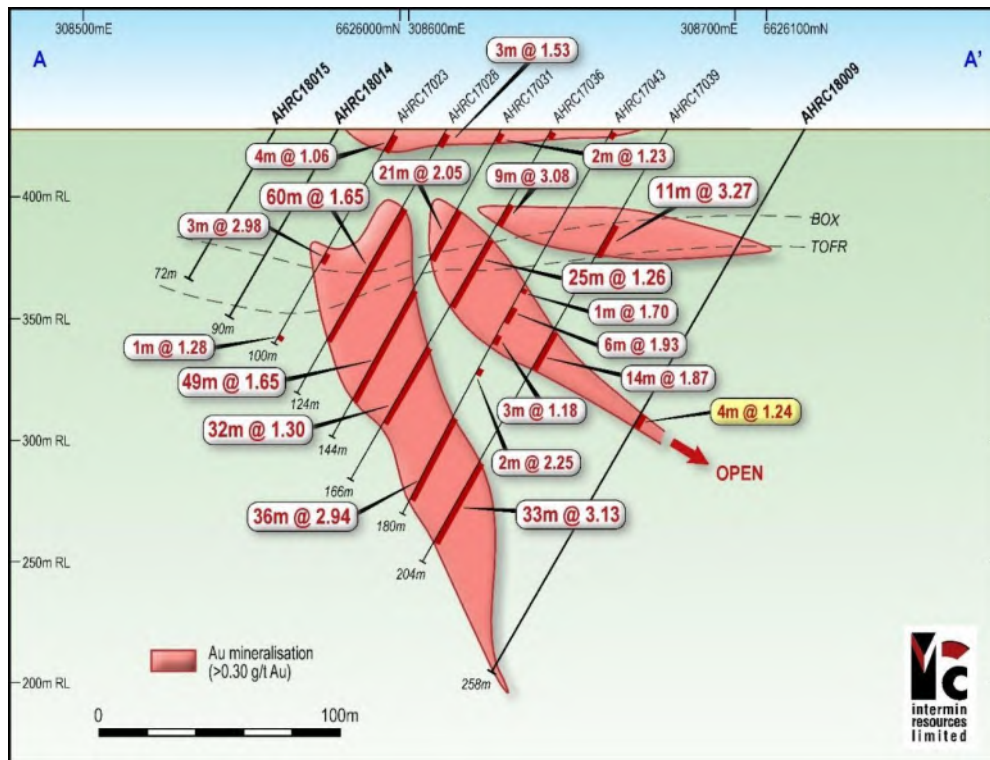 308500mE
6626000mN
308600mE
308700mE
6626100mN
A
A'
AHRC18015
AHRC18014
AHRC17023
AHRC17028
AHRC17031
AHRC17036
AHRC17043
AHRC17039
AHRC18009
3m @ 1.53
4m @ 1.06
2m @ 1.23
21m @ 2.05
9m @ 3.08
60m @ 1.65
11m @ 3.27
400m RL
3m @ 2.98
BOX
TOFR
72m
25m @ 1.26
1m @ 1.70
350m RL
90m
6m @ 1.93
1m @ 1.28
100m
49m @ 1.65
14m @ 1.87
124m
3m @ 1.18
4m @ 1.24
32m @ 1.30
300m RL
144m
2m @ 2.25
OPEN
166m
180m
36m @ 2.94
33m @ 3.13
250m RL
204m
Au mineralisation
(>0.30 g/t Au)
258m
200m RL
0
100m
intermin
resources
limited